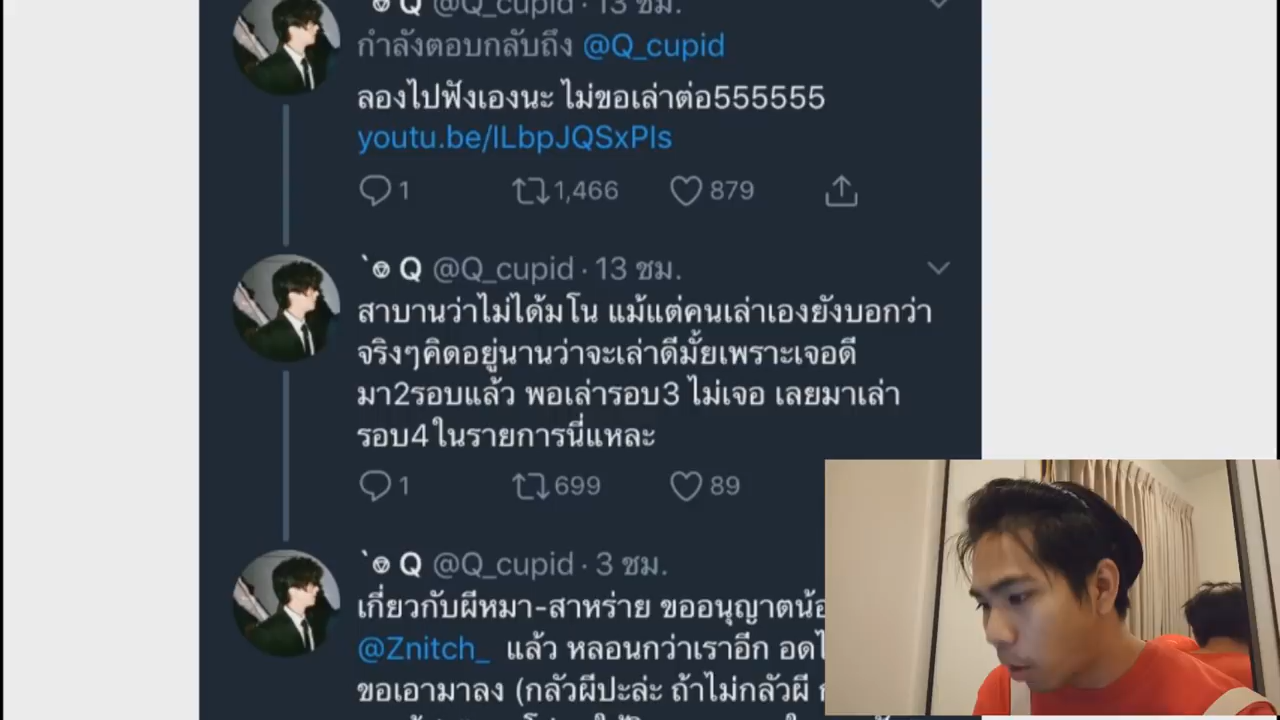 Q @Q_cupid · 13 ชม.
กำลังตอบกลับถึง @Q_cupid
ลองไปฟังเองนะ ไม่ขอเล่าต่อ555555
youtu.be/lLbpJQSxPls
1 1,466 879
Q @Q_cupid · 13 ชม.
สาบานว่าไม่ได้มโน แม้แต่คนเล่าเองยังบอกว่า
จริงๆคิดอยู่นานว่าจะเล่าดีมั้ยเพราะเจอดี
มา2รอบแล้ว พอเล่ารอบ3 ไม่เจอ เลยมาเล่า
รอบ4ในรายการนี่แหละ
1 699 89
Q @Q_cupid · 3 ชม.
เกี่ยวกับผีหมา-สาหร่าย ขออนุญาตน้อ
@Znitch_ แล้ว หลอนกว่าเราอีก อดไ
ขอเอามาลง (กลัวผีปะล่ะ ถ้าไม่กลัวผี